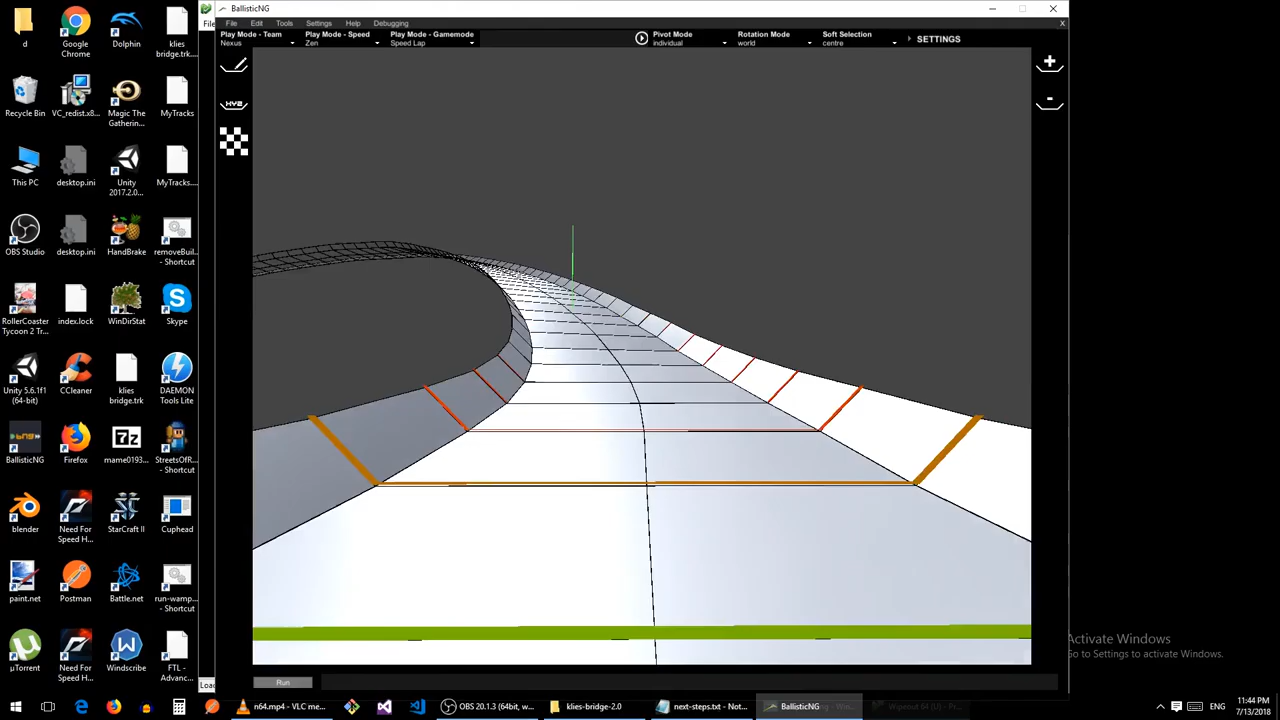 BallisticNG
File Edit Tools Settings Help Debugging X
Play Mode - Team Play Mode - Speed Play Mode - Gamemode Pivot Mode Rotation Mode Soft Selection
Nexus Zen Speed Lap individual world centre
SETTINGS
XYZ
Run
Activate Windows
Go to Settings to activate Windows.
d
Google
Chrome
Dolphin
klies
bridge.trk...
Recycle Bin
VC_redist.x8...
Magic The
Gatherin...
MyTracks
This PC
desktop.ini
Unity
2017.2.0...
MyTracks....
OBS Studio
desktop.ini
HandBrake
removeBuil...
- Shortcut
RollerCoaster
Tycoon 2 Tr...
index.lock
WinDirStat
Skype
Unity 5.6.1f1
(64-bit)
CCleaner
klies
bridge.trk
DAEMON
Tools Lite
BallisticNG
Firefox
mame0193...
StreetsOfR...
- Shortcut
blender
Need For
Speed H...
StarCraft II
Cuphead
paint.net
Postman
Battle.net
run-wamp...
- Shortcut
µTorrent
Need For
Speed H...
Windscribe
FTL -
Advanc...
n64.mp4 - VLC me...
OBS 20.1.3 (64bit, w...
klies-bridge-2.0
next-steps.txt - Not...
BallisticNG
Wipeout 64 (U) - Pr...
ENG
11:44 PM
7/13/2018